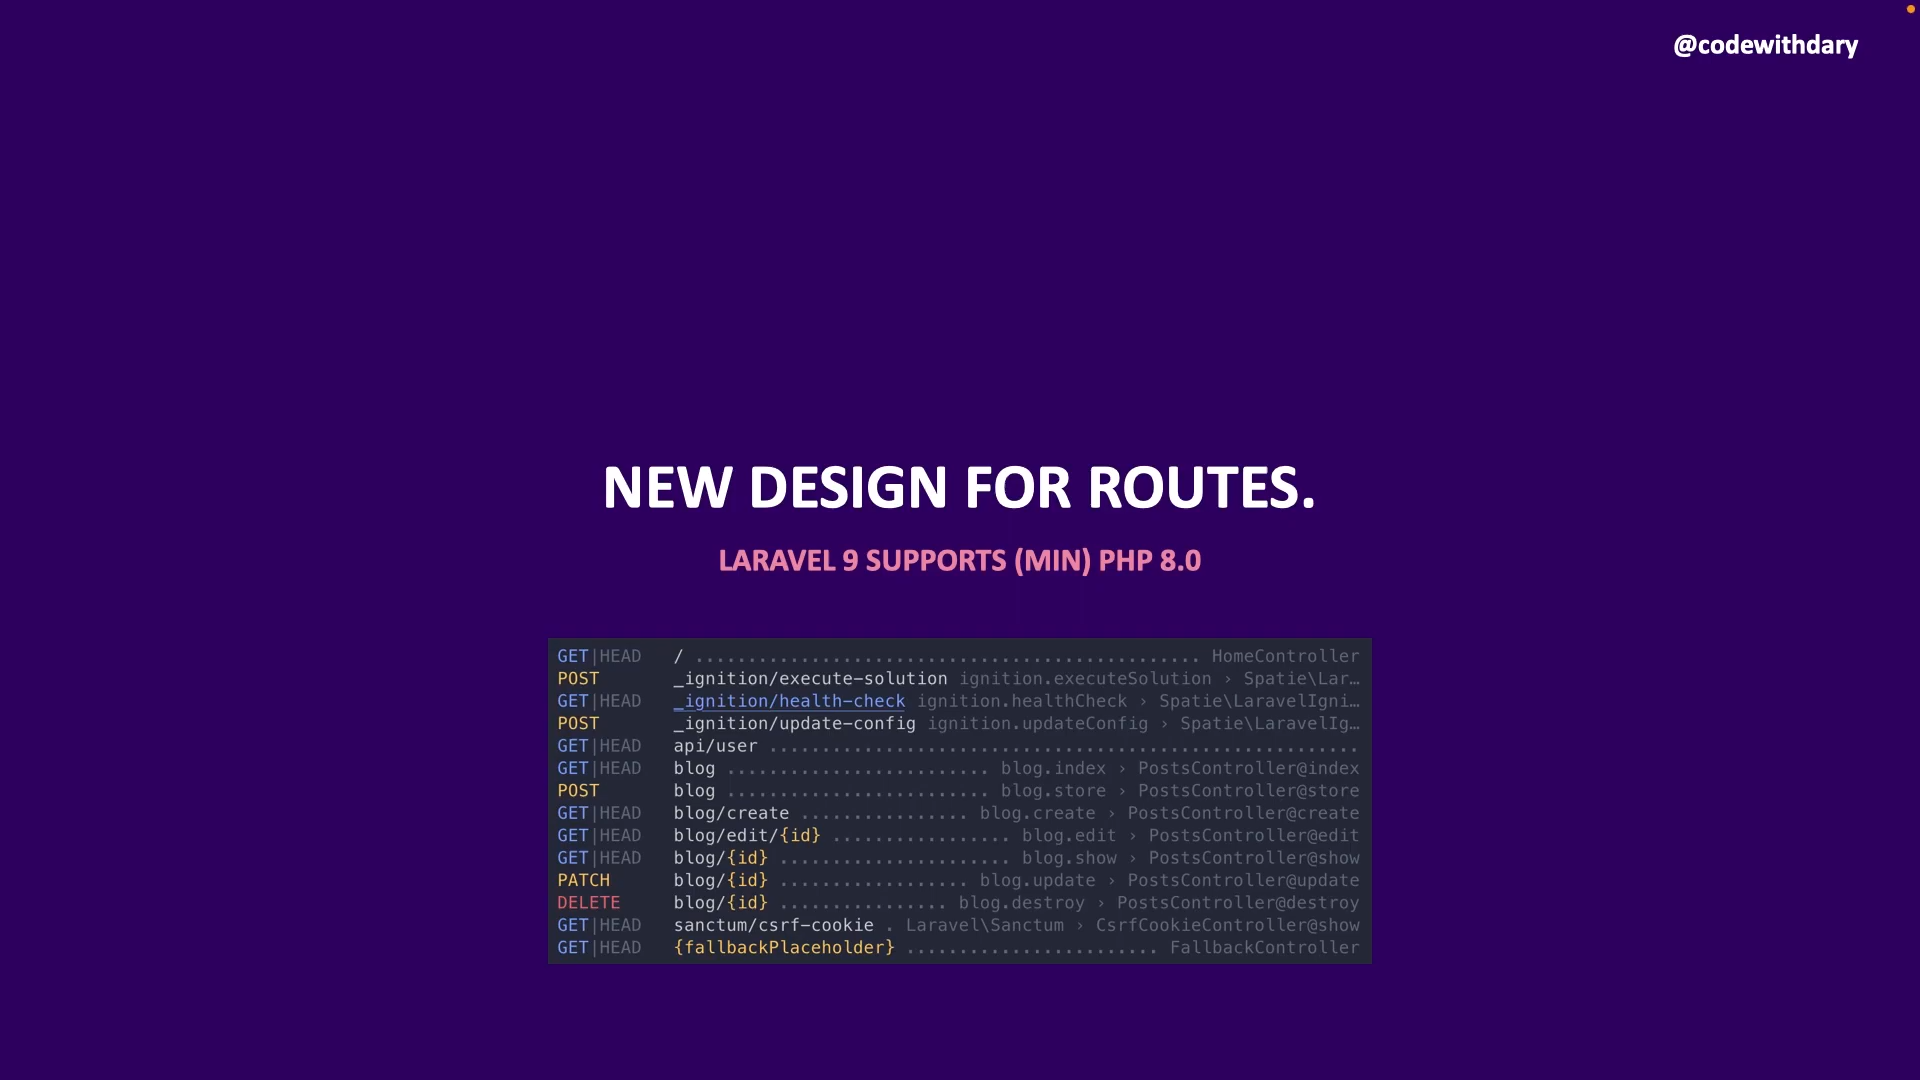 @codewithdary
NEW DESIGN FOR ROUTES.
LARAVEL 9 SUPPORTS (MIN) PHP 8.0
GET|HEAD / ................................................ HomeController
POST _ignition/execute-solution ignition.executeSolution › Spatie\Lar…
GET|HEAD _ignition/health-check ignition.healthCheck › Spatie\LaravelIgni…
POST _ignition/update-config ignition.updateConfig › Spatie\LaravelIg…
GET|HEAD api/user ........................................................
GET|HEAD blog ......................... blog.index › PostsController@index
POST blog ......................... blog.store › PostsController@store
GET|HEAD blog/create ................ blog.create › PostsController@create
GET|HEAD blog/edit/{id} ................. blog.edit › PostsController@edit
GET|HEAD blog/{id} ...................... blog.show › PostsController@show
PATCH blog/{id} .................. blog.update › PostsController@update
DELETE blog/{id} ................ blog.destroy › PostsController@destroy
GET|HEAD sanctum/csrf-cookie . Laravel\Sanctum › CsrfCookieController@show
GET|HEAD {fallbackPlaceholder} ........................ FallbackController